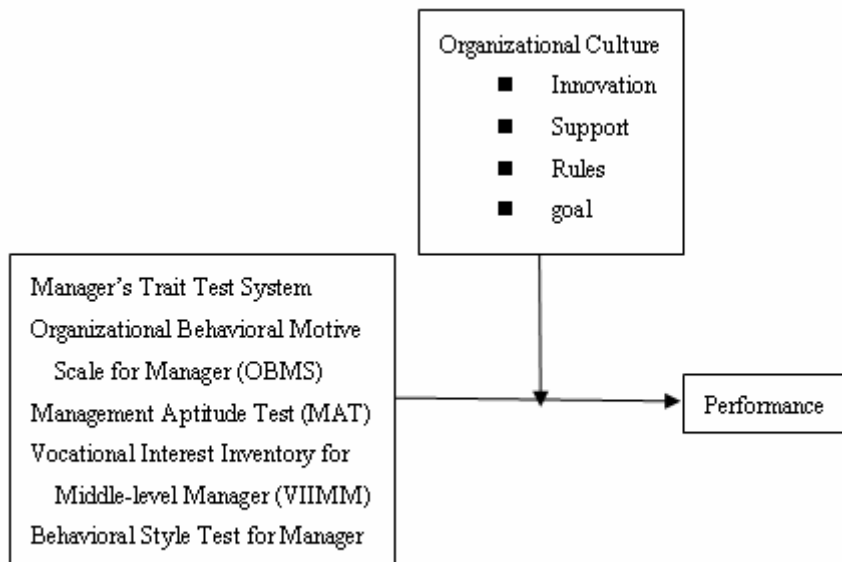 Organizational Culture
■ Innovation
■ Support
■ Rules
■ goal
Manager’s Trait Test System
Organizational Behavioral Motive
Scale for Manager (OBMS)
Management Aptitude Test (MAT)
Vocational Interest Inventory for
Middle-level Manager (VIIMM)
Behavioral Style Test for Manager
Performance